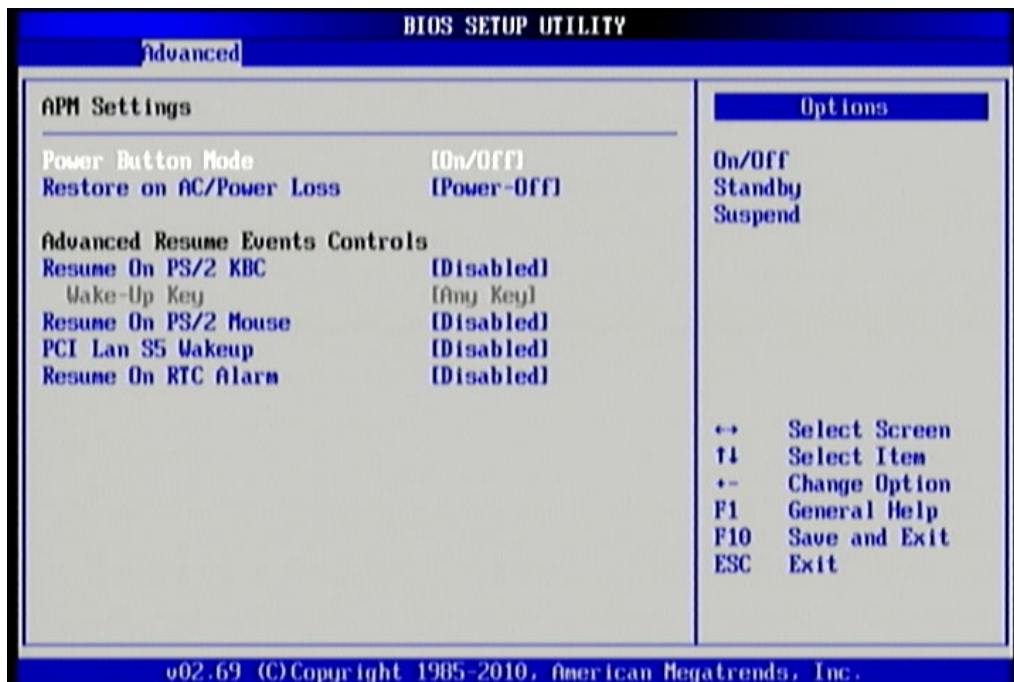 BIOS SETUP UTILITY
Advanced
APM Settings
Power Button Mode [On/Off]
Restore on AC/Power Loss [Power-Off]
Advanced Resume Events Controls
Resume On PS/2 KBC [Disabled]
Wake-Up Key [Any Key]
Resume On PS/2 Mouse [Disabled]
PCI Lan S5 Wakeup [Disabled]
Resume On RTC Alarm [Disabled]
Options
On/Off
Standby
Suspend
↔ Select Screen
↑↓ Select Item
+- Change Option
F1 General Help
F10 Save and Exit
ESC Exit
v02.69 (C)Copyright 1985-2010, American Megatrends, Inc.